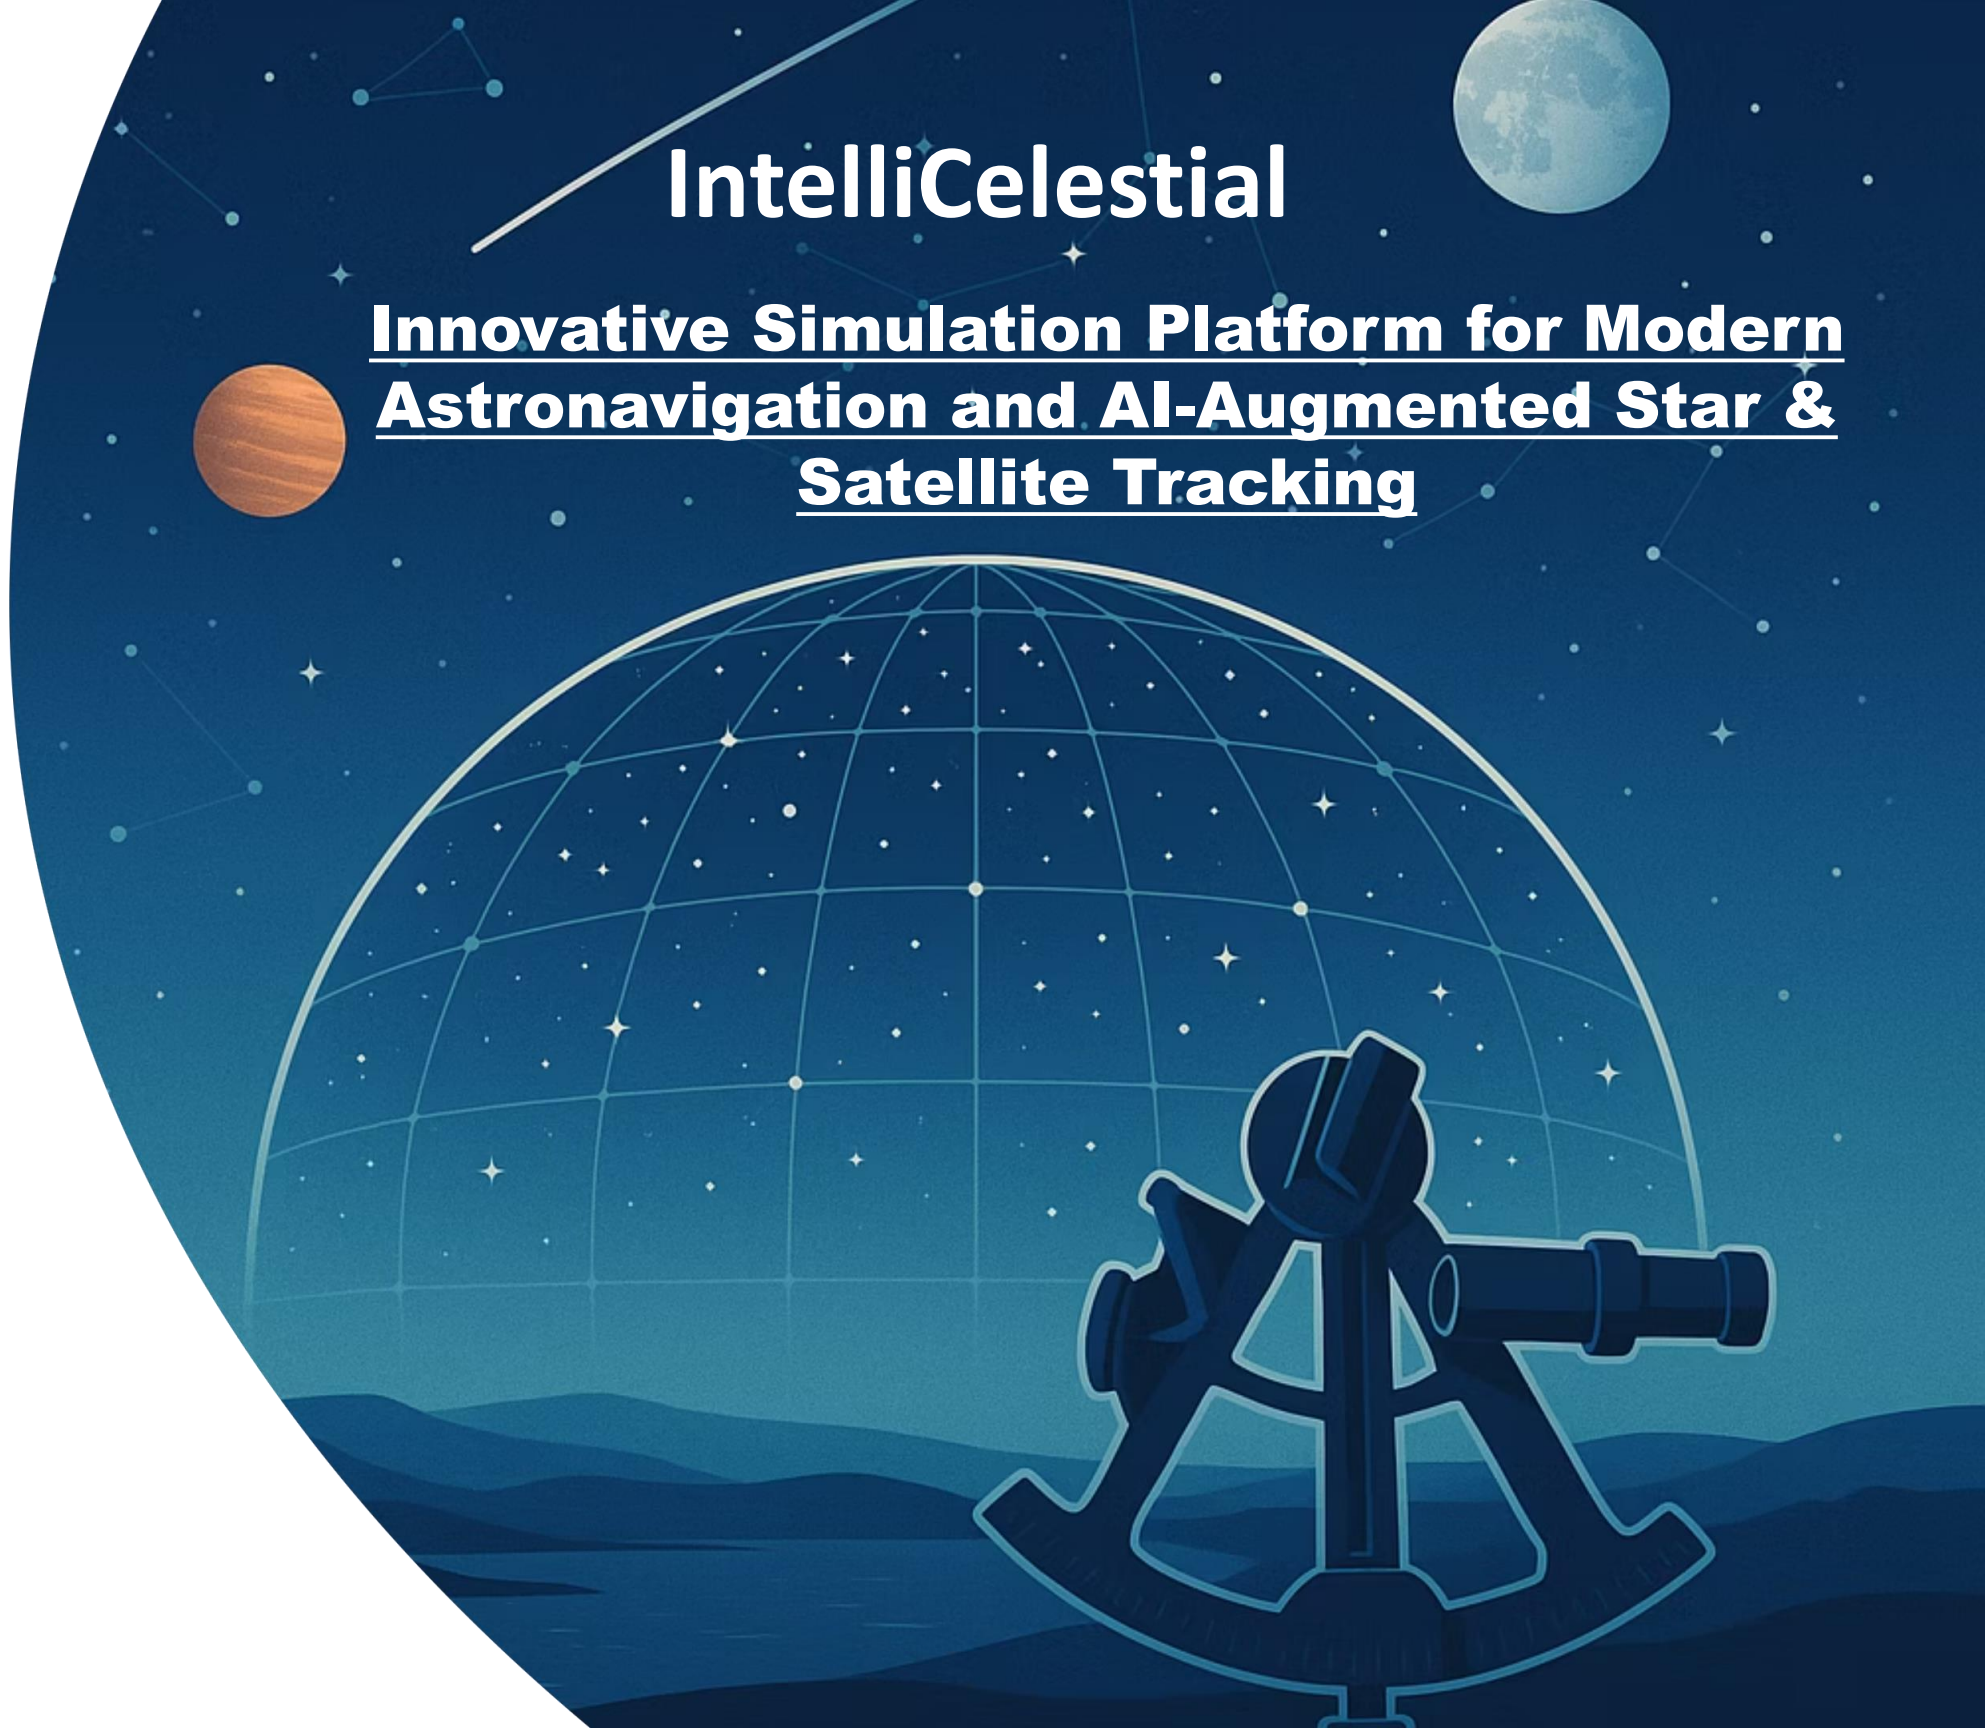 IntelliCelestial
Innovative Simulation Platform for Modern
Astronavigation and AI-Augmented Star &
Satellite Tracking